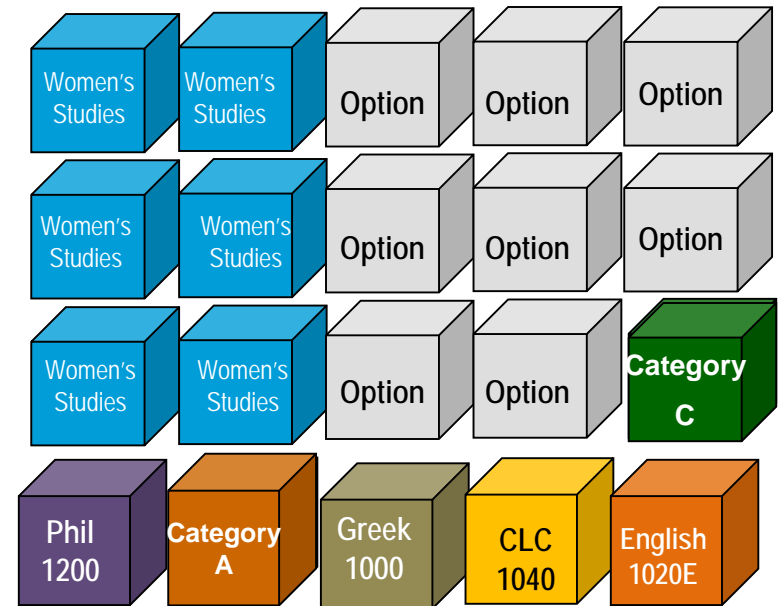 Women's
Studies
Women's
Studies
Option
Option
Option
Women's
Studies
Women's
Studies
Option
Option
Option
Women's
Studies
Women's
Studies
Option
Option
Category
C
Phil
1200
Category
A
Greek
1000
CLC
1040
English
1020E